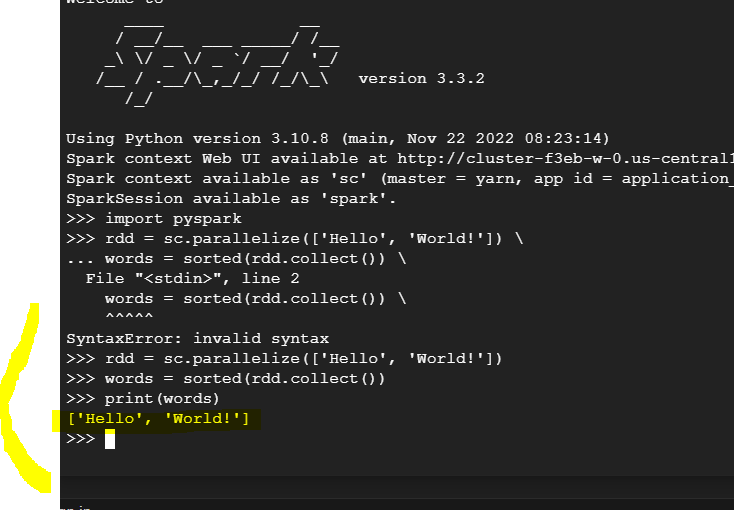 Welcome to
      ____              __
     / __/__  ___ _____/ /__
    _\ \/ _ \/ _ `/ __/  '_/
   /__ / .__/\_,_/_/ /_/\_\   version 3.3.2
      /_/
Using Python version 3.10.8 (main, Nov 22 2022 08:23:14)
Spark context Web UI available at http://cluster-f3eb-w-0.us-central1
Spark context available as 'sc' (master = yarn, app id = application_
SparkSession available as 'spark'.
>>> import pyspark
>>> rdd = sc.parallelize(['Hello', 'World!']) \
... words = sorted(rdd.collect()) \
  File "<stdin>", line 2
    words = sorted(rdd.collect()) \
    ^^^^^
SyntaxError: invalid syntax
>>> rdd = sc.parallelize(['Hello', 'World!'])
>>> words = sorted(rdd.collect())
>>> print(words)
['Hello', 'World!']
>>>